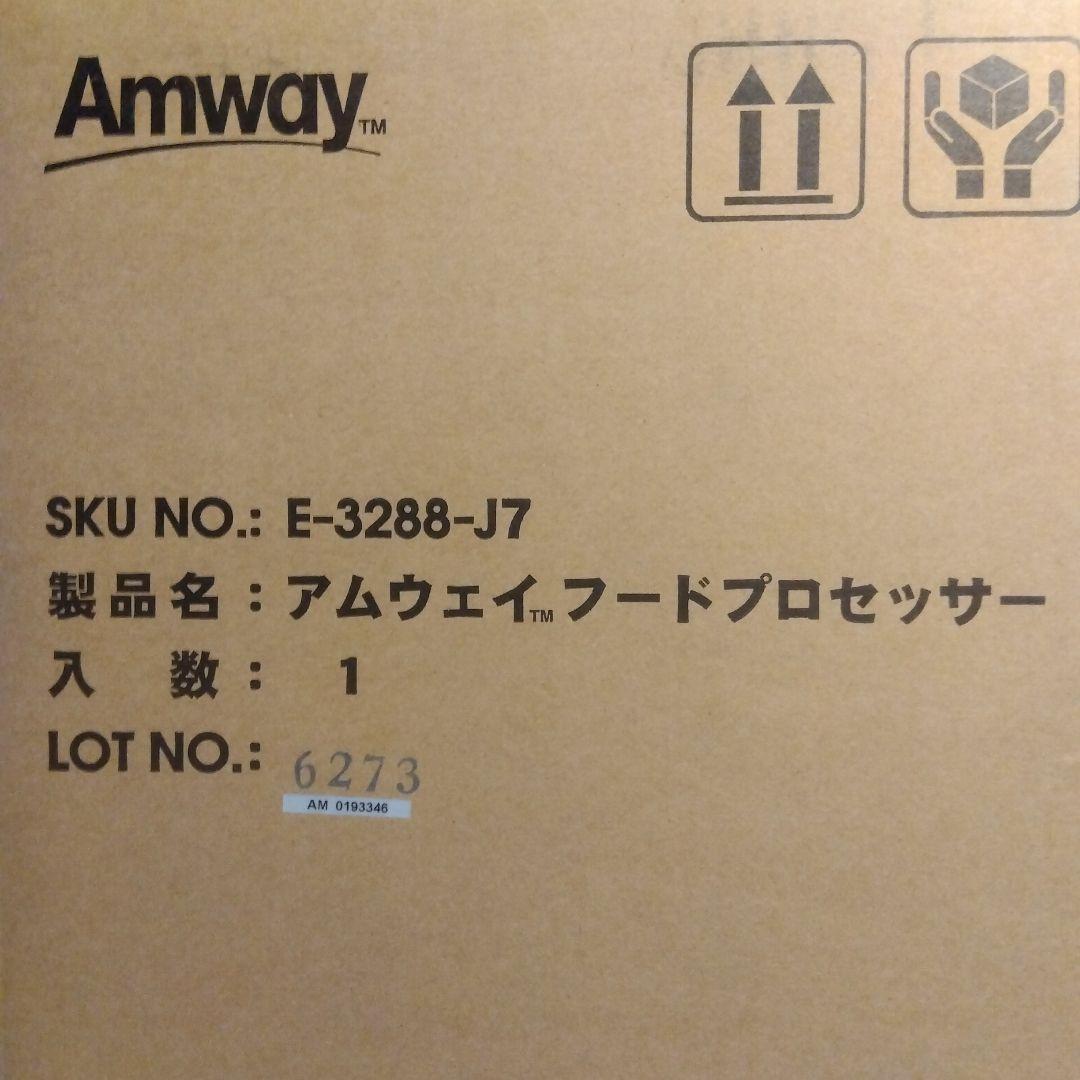 Amway™
SKU NO.: E-3288-J7
製品名：アムウェイ™フードプロセッサー
入 数： 1
LOT NO.: 6273
AM 0193346